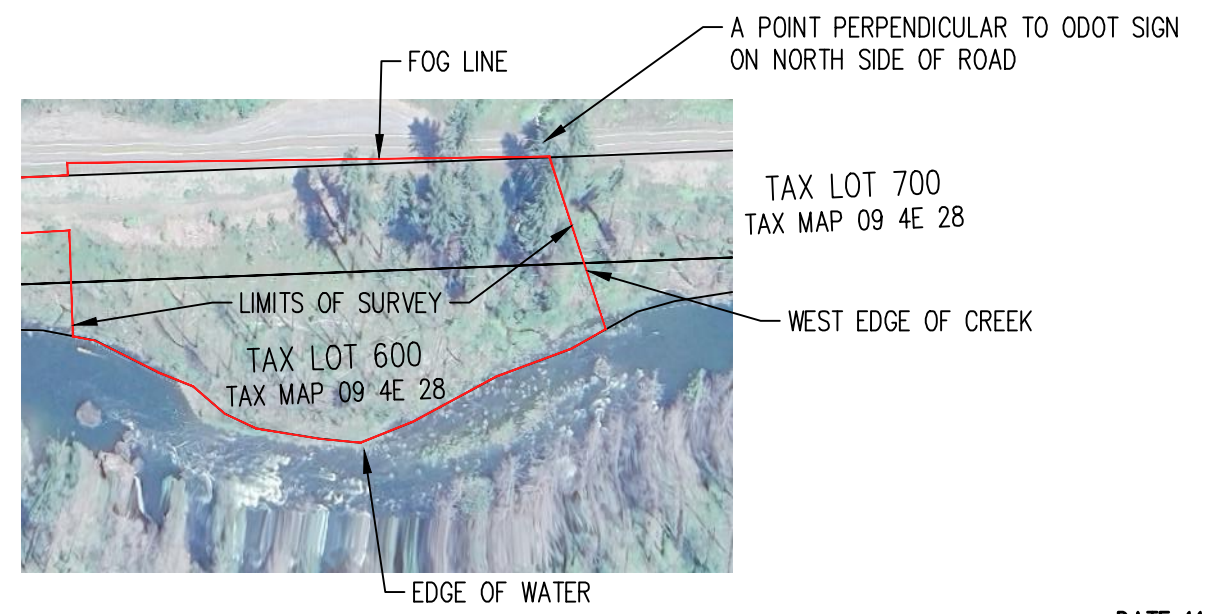 A POINT PERPENDICULAR TO ODOT SIGN
ON NORTH SIDE OF ROAD
FOG LINE
TAX LOT 700
TAX MAP 09 4E 28
LIMITS OF SURVEY
WEST EDGE OF CREEK
TAX LOT 600
TAX MAP 09 4E 28
EDGE OF WATER